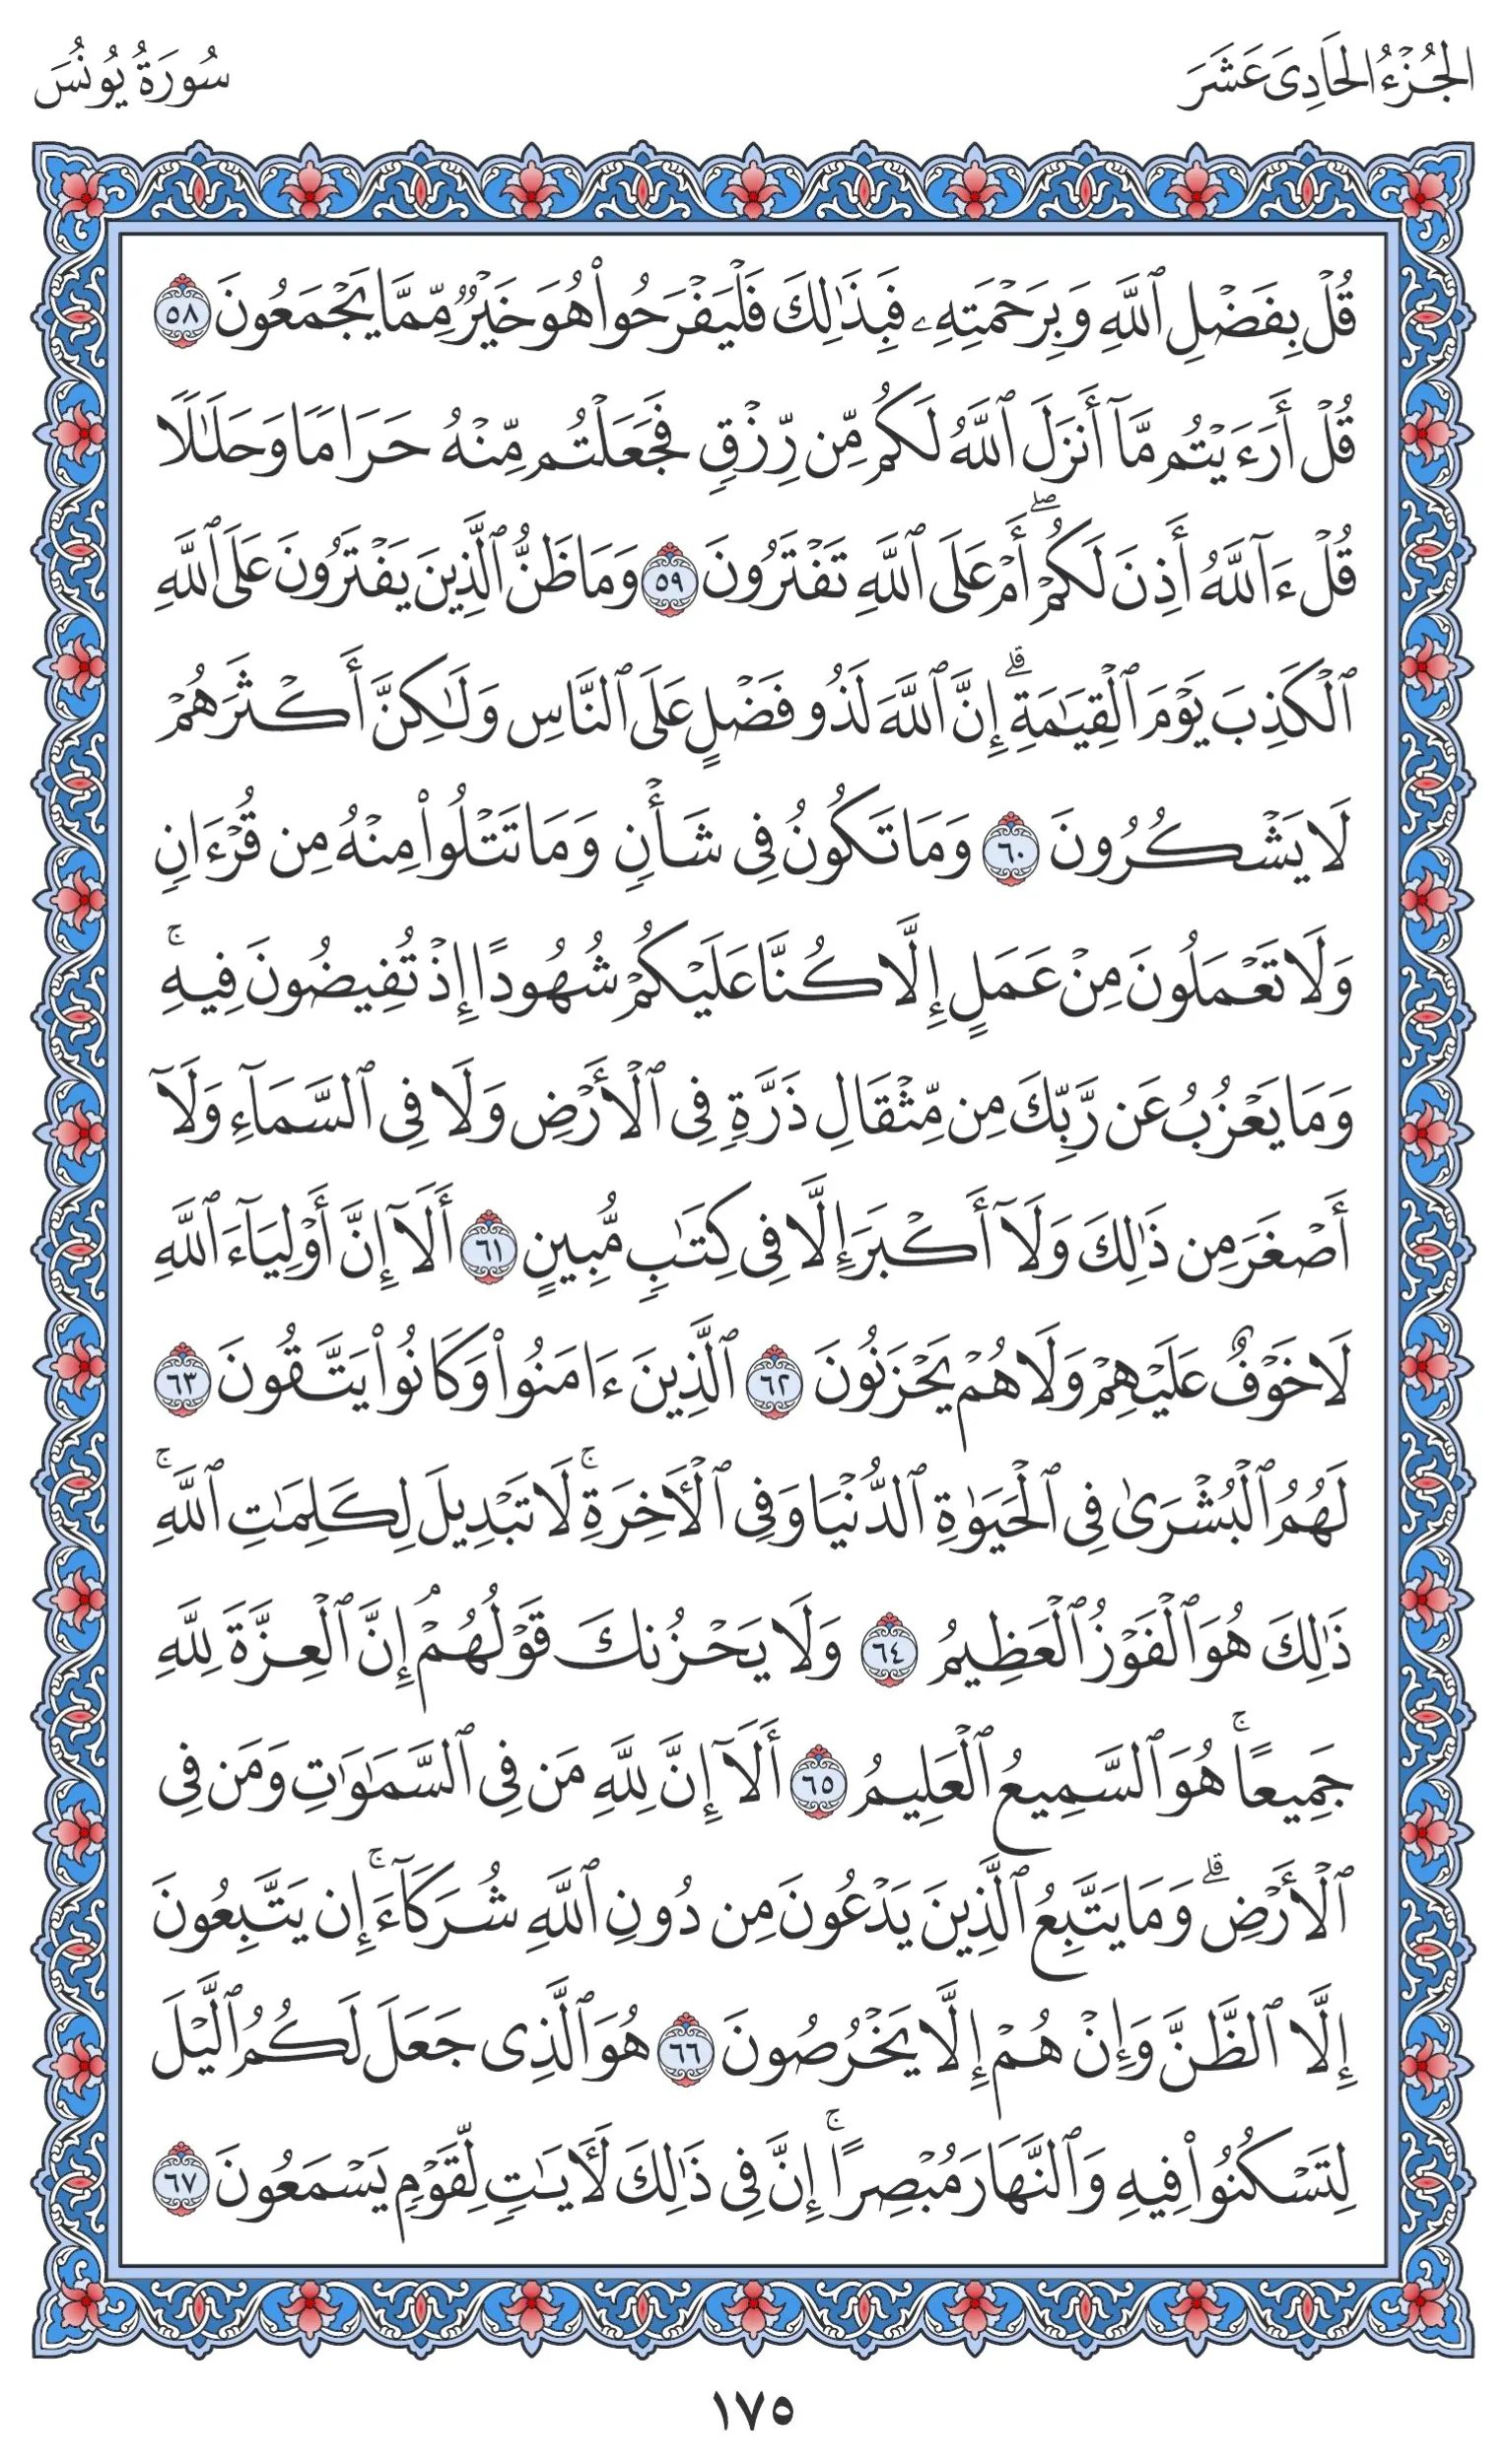 الجُزْءُ الحَادِى عَشَرَ
سُورَةُ يُونُسَ
قُلْ بِفَضْلِ ٱللَّهِ وَبِرَحْمَتِهِۦ فَبِذَٰلِكَ فَلْيَفْرَحُوا۟ هُوَ خَيْرٌ مِّمَّا يَجْمَعُونَ ٥٨
قُلْ أَرَءَيْتُم مَّآ أَنزَلَ ٱللَّهُ لَكُم مِّن رِّزْقٍ فَجَعَلْتُم مِّنْهُ حَرَامًا وَحَلَٰلًا
قُلْ ءَآللَّهُ أَذِنَ لَكُمْ ۖ أَمْ عَلَى ٱللَّهِ تَفْتَرُونَ ٥٩ وَمَا ظَنُّ ٱلَّذِينَ يَفْتَرُونَ عَلَى ٱللَّهِ
ٱلْكَذِبَ يَوْمَ ٱلْقِيَٰمَةِ ۗ إِنَّ ٱللَّهَ لَذُو فَضْلٍ عَلَى ٱلنَّاسِ وَلَٰكِنَّ أَكْثَرَهُمْ
لَا يَشْكُرُونَ ٦٠ وَمَا تَكُونُ فِى شَأْنٍ وَمَا تَتْلُوا۟ مِنْهُ مِن قُرْءَانٍ
وَلَا تَعْمَلُونَ مِنْ عَمَلٍ إِلَّا كُنَّا عَلَيْكُمْ شُهُودًا إِذْ تُفِيضُونَ فِيهِ ۚ
وَمَا يَعْزُبُ عَن رَّبِّكَ مِن مِّثْقَالِ ذَرَّةٍ فِى ٱلْأَرْضِ وَلَا فِى ٱلسَّمَآءِ وَلَآ
أَصْغَرَ مِن ذَٰلِكَ وَلَآ أَكْبَرَ إِلَّا فِى كِتَٰبٍ مُّبِينٍ ٦١ أَلَآ إِنَّ أَوْلِيَآءَ ٱللَّهِ
لَا خَوْفٌ عَلَيْهِمْ وَلَا هُمْ يَحْزَنُونَ ٦٢ ٱلَّذِينَ ءَامَنُوا۟ وَكَانُوا۟ يَتَّقُونَ ٦٣
لَهُمُ ٱلْبُشْرَىٰ فِى ٱلْحَيَوٰةِ ٱلدُّنْيَا وَفِى ٱلْءَاخِرَةِ ۚ لَا تَبْدِيلَ لِكَلِمَٰتِ ٱللَّهِ ۚ
ذَٰلِكَ هُوَ ٱلْفَوْزُ ٱلْعَظِيمُ ٦٤ وَلَا يَحْزُنكَ قَوْلُهُمْ ۘ إِنَّ ٱلْعِزَّةَ لِلَّهِ
جَمِيعًا ۚ هُوَ ٱلسَّمِيعُ ٱلْعَلِيمُ ٦٥ أَلَآ إِنَّ لِلَّهِ مَن فِى ٱلسَّمَٰوَٰتِ وَمَن فِى
ٱلْأَرْضِ ۗ وَمَا يَتَّبِعُ ٱلَّذِينَ يَدْعُونَ مِن دُونِ ٱللَّهِ شُرَكَآءَ ۚ إِن يَتَّبِعُونَ
إِلَّا ٱلظَّنَّ وَإِنْ هُمْ إِلَّا يَخْرُصُونَ ٦٦ هُوَ ٱلَّذِى جَعَلَ لَكُمُ ٱلَّيْلَ
لِتَسْكُنُوا۟ فِيهِ وَٱلنَّهَارَ مُبْصِرًا ۚ إِنَّ فِى ذَٰلِكَ لَءَايَٰتٍ لِّقَوْمٍ يَسْمَعُونَ ٦٧
١٧٥